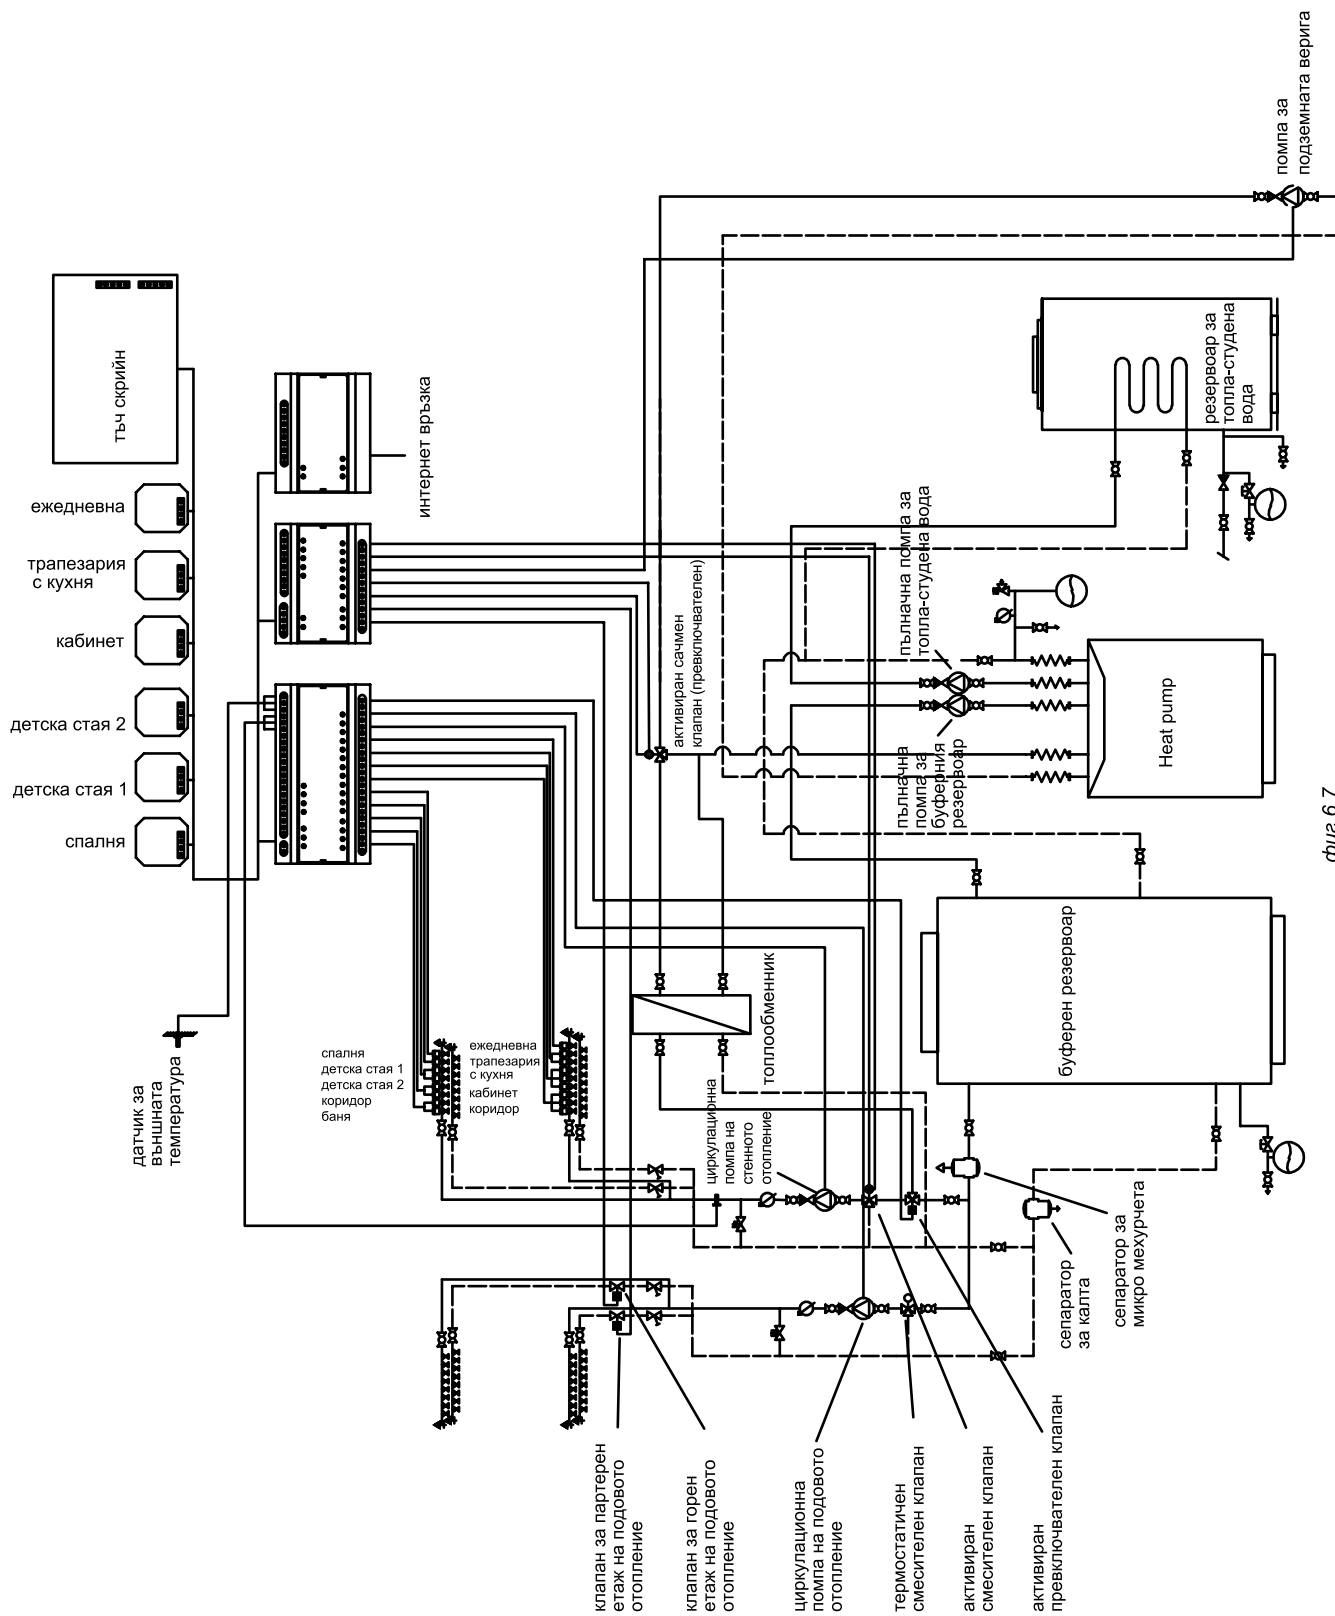 помпа за
подземната верига
тъч скрийн
ежедневна
трапезария
с кухня
кабинет
детска стая 2
детска стая 1
спалня
интернет връзка
резервоар за
топла-студена
вода
активиран сачмен
клапан (превключвателен)
пълначна помпа за
топла-студена вода
пълначна
помпа за
буферния
резервоар
Heat pump
фиг 6.7
буферен резервоар
топлообменник
датчик за
външната
температура
спалня
детска стая 1
детска стая 2
коридор
баня
ежедневна
трапезария
с кухня
кабинет
коридор
циркулационна
помпа на
стенното
отопление
сепаратор
за калта
сепаратор за
микро мехурчета
клапан за партерен
етаж на подовото
отопление
клапан за горен
етаж на подовото
отопление
циркулационна
помпа на подовото
отопление
термостатичен
смесителен клапан
активиран
смесителен клапан
активиран
превключвателен клапан